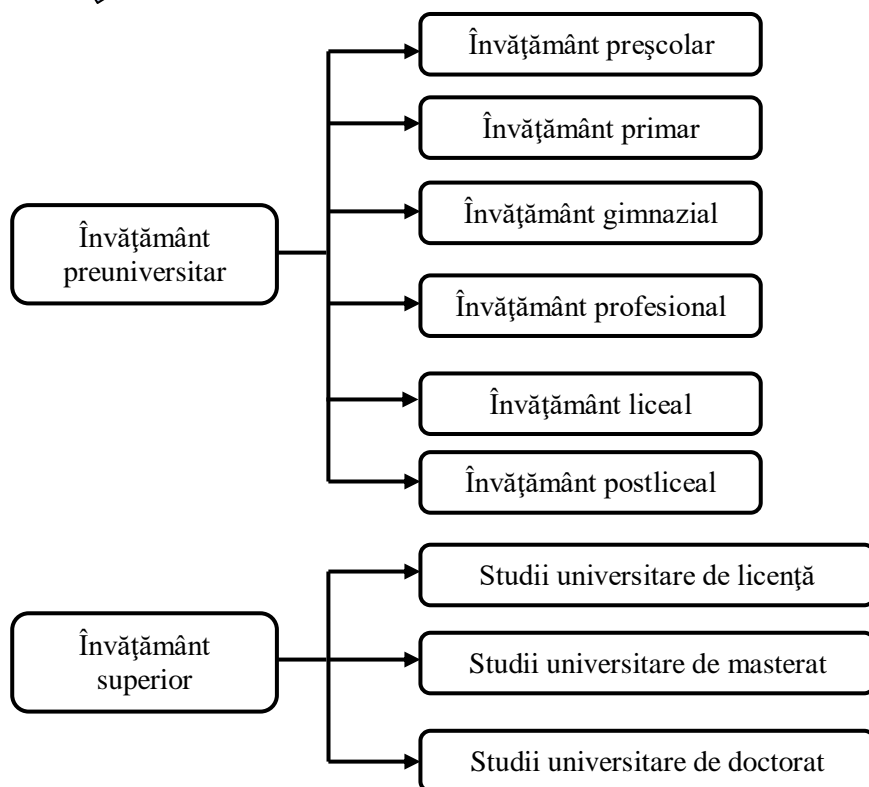 Învăţământ preşcolar
Învăţământ primar
Învăţământ gimnazial
Învăţământ
preuniversitar
Învăţământ profesional
Învăţământ liceal
Învăţământ postliceal
Studii universitare de licenţă
Învăţământ
superior
Studii universitare de masterat
Studii universitare de doctorat